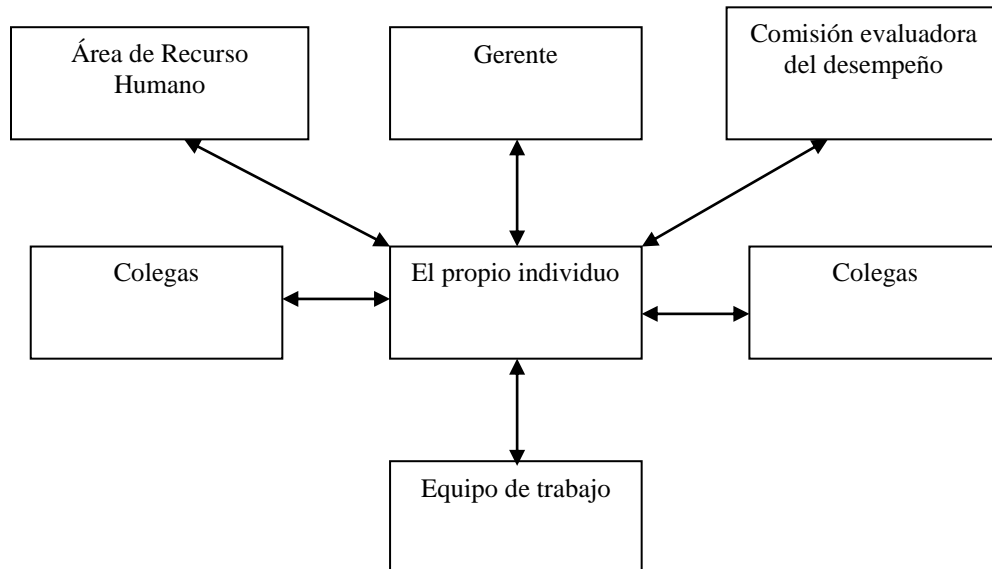 Área de Recurso
Humano
Gerente
Comisión evaluadora
del desempeño
Colegas
El propio individuo
Colegas
Equipo de trabajo